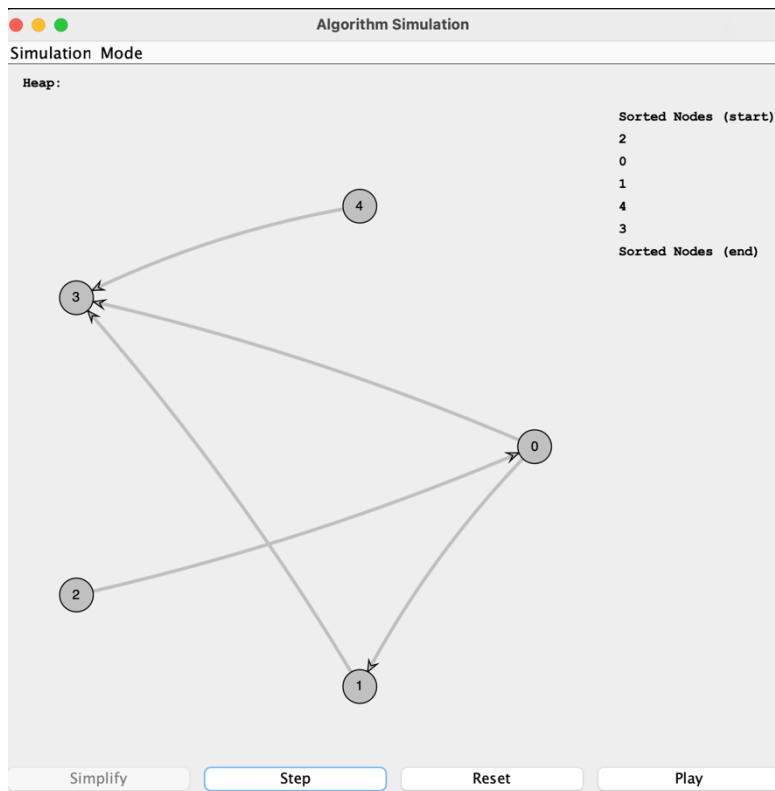 Algorithm Simulation
Simulation Mode
Heap:
Sorted Nodes (start)
2
0
1
4
3
Sorted Nodes (end)
4
3
0
2
1
Simplify Step Reset Play